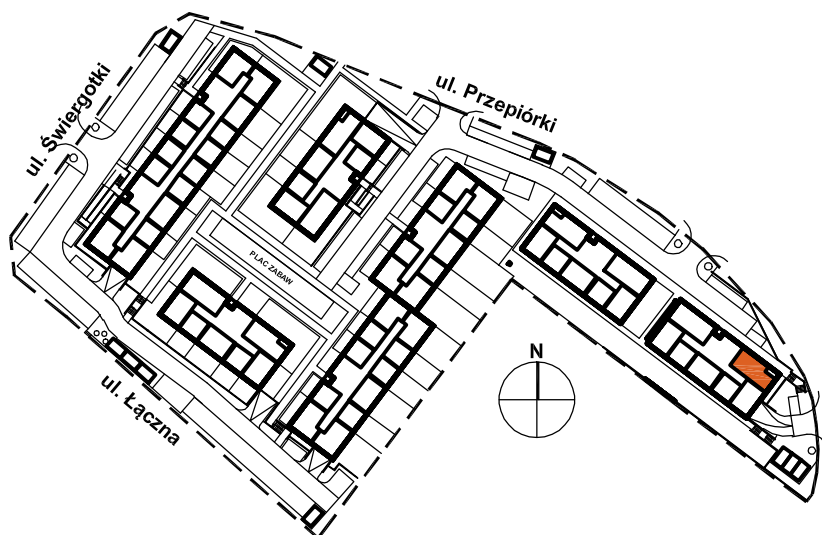 ul. Świergotki
ul. Przepiórki
PLAC ZABAW
N
ul. Łączna